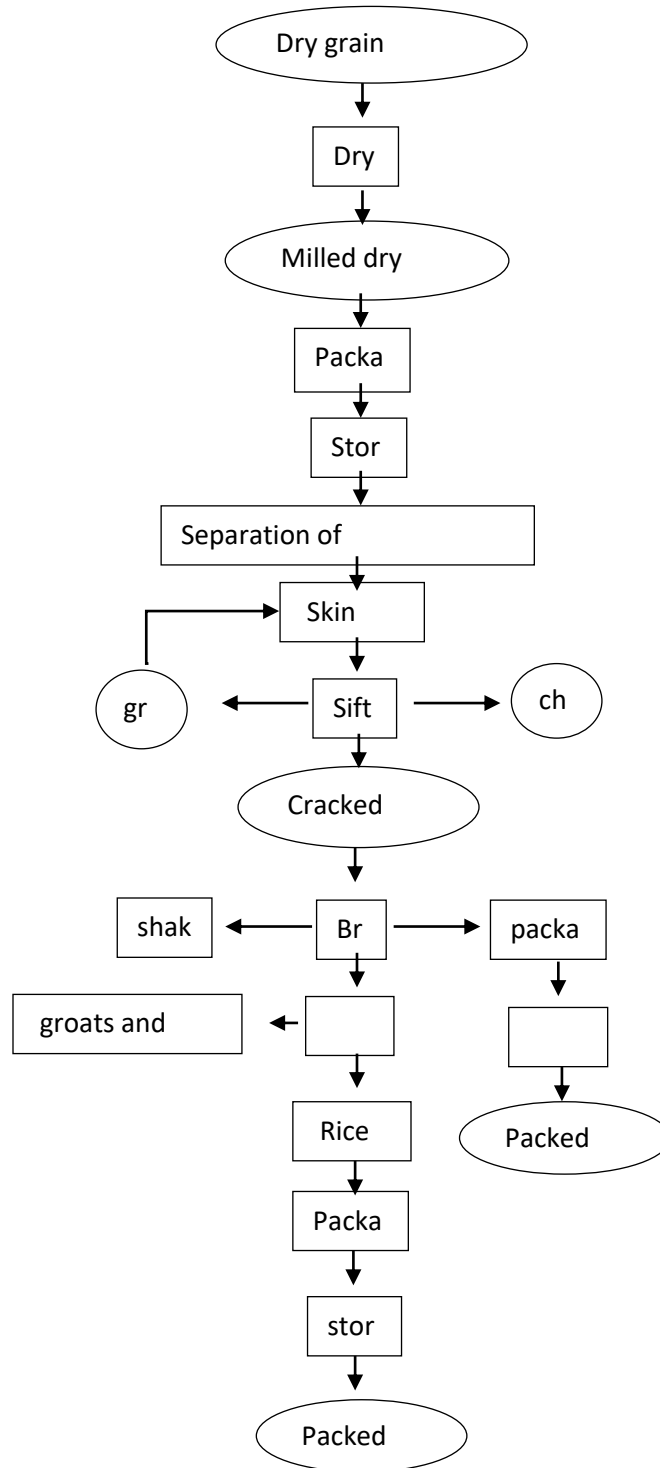 Dry grain
Dry
Milled dry
Packa
Stor
Separation of
Skin
gr
Sift
ch
Cracked
shak
Br
packa
groats and
Rice
Packed
Packa
stor
Packed